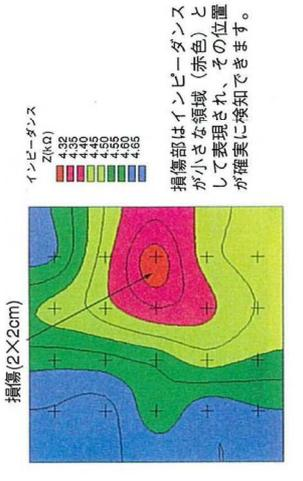 損傷(2×2cm)
インピーダンス
Z(kΩ)
4.32
4.35
4.40
4.45
4.50
4.55
4.60
4.65
損傷部はインピーダンス
が小さな領域（赤色）と
して表現され、その位置
が確実に検知できます。